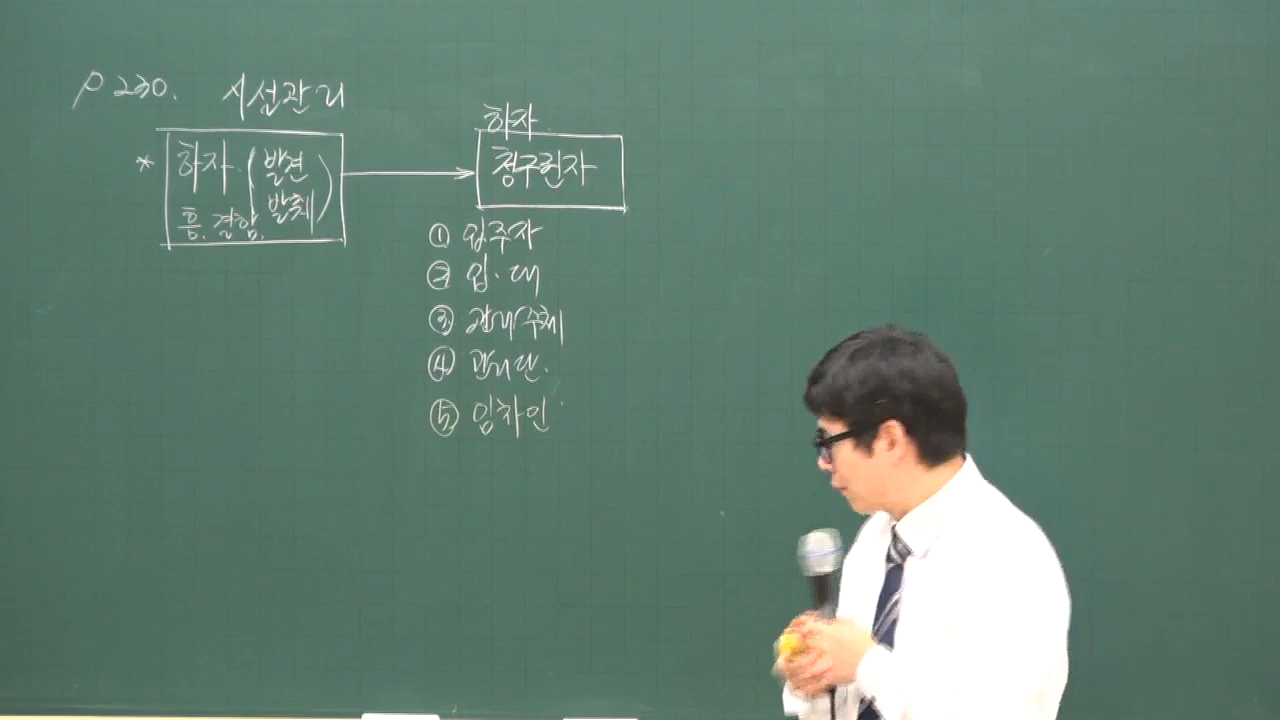 P 230. 시설관리
* 하자 (발견
발췌)
흠. 결함.
하자
청구권자
① 입주자
② 입·대
③ 관리주체
④ 관리단.
⑤ 임차인